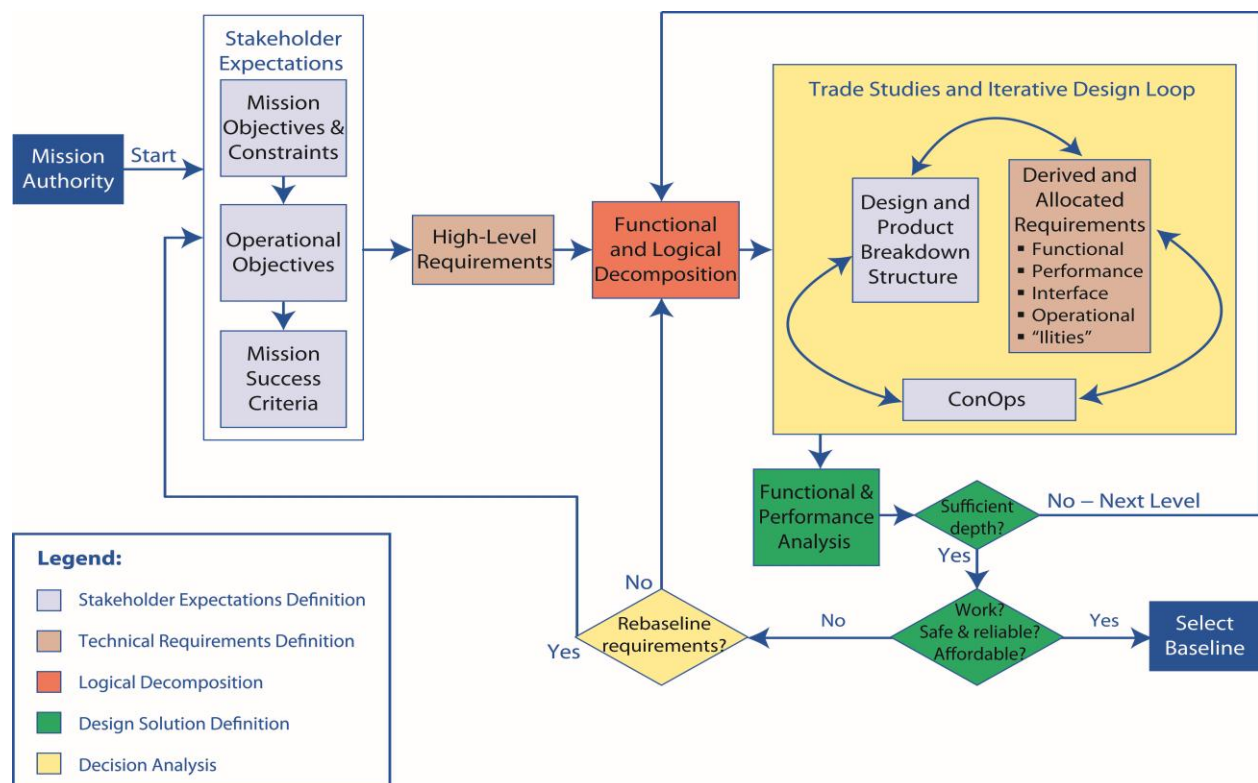 Stakeholder
Expectations
Mission
Objectives &
Constraints
Mission
Authority
Start
Operational
Objectives
Mission
Success
Criteria
High-Level
Requirements
Functional
and Logical
Decomposition
Trade Studies and Iterative Design Loop
Design and
Product
Breakdown
Structure
Derived and
Allocated
Requirements
▪ Functional
▪ Performance
▪ Interface
▪ Operational
▪ “Ilities”
ConOps
Functional &
Performance
Analysis
Sufficient
depth?
No – Next Level
Yes
Work?
Safe & reliable?
Affordable?
Yes
Select
Baseline
No
Rebaseline
requirements?
No
Yes
Legend:
Stakeholder Expectations Definition
Technical Requirements Definition
Logical Decomposition
Design Solution Definition
Decision Analysis